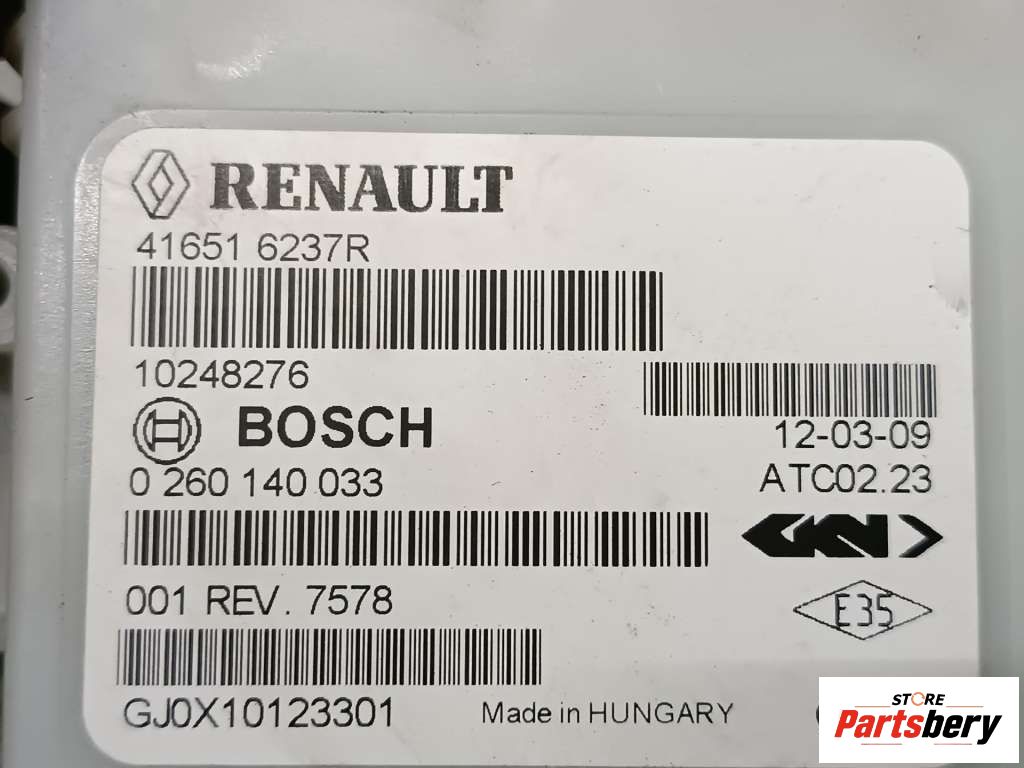 RENAULT
41651 6237R
10248276
BOSCH
12-03-09
0 260 140 033
ATC02.23
GKN
001 REV. 7578
E35
GJ0X10123301
Made in HUNGARY
STORE
Partsbery